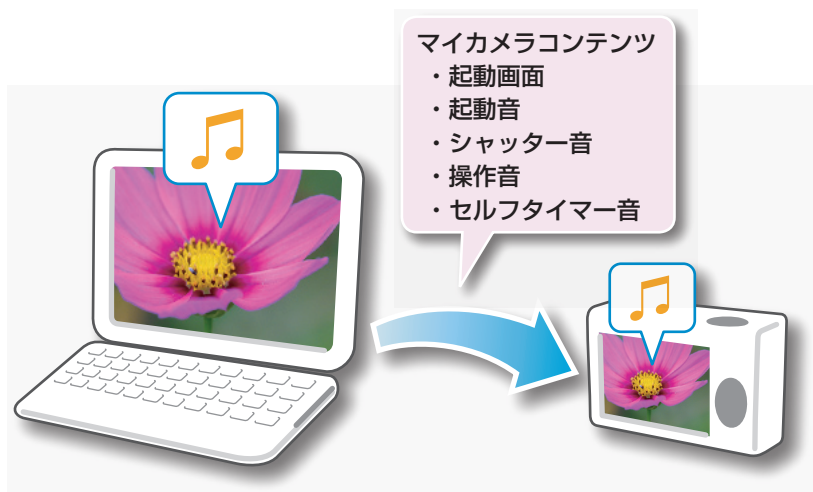 マイカメラコンテンツ
・起動画面
・起動音
・シャッター音
・操作音
・セルフタイマー音